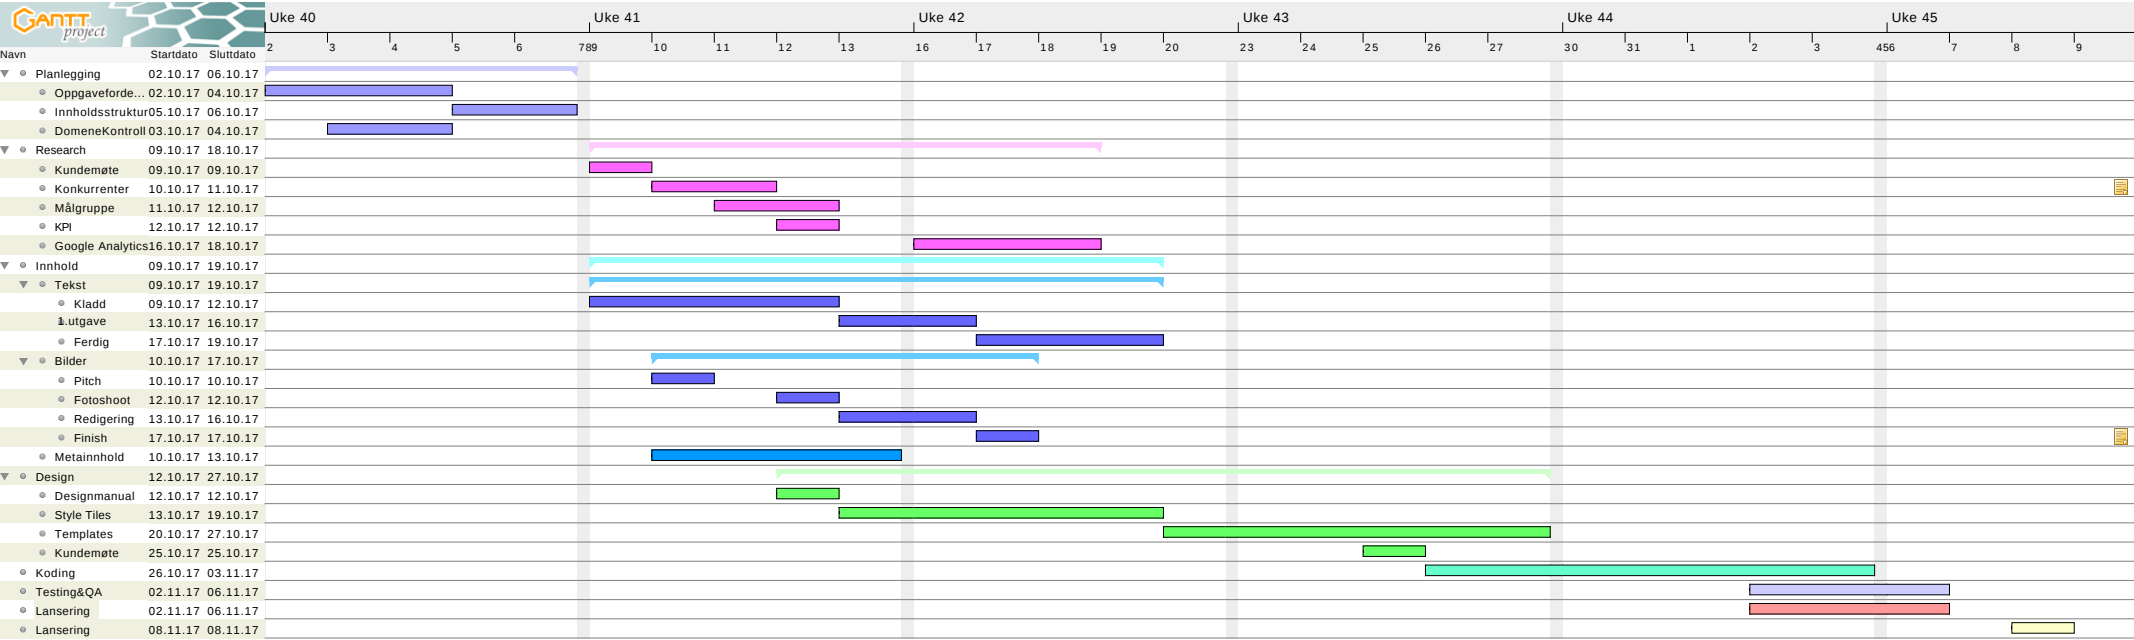 GANTT project
Uke 40 Uke 41 Uke 42 Uke 43 Uke 44 Uke 45
2 3 4 5 6 789 10 11 12 13 16 17 18 19 20 23 24 25 26 27 30 31 1 2 3 456 7 8 9
Navn Startdato Sluttdato
Planlegging 02.10.17 06.10.17
Oppgaveforde... 02.10.17 04.10.17
Innholdsstruktur 05.10.17 06.10.17
DomeneKontroll 03.10.17 04.10.17
Research 09.10.17 18.10.17
Kundemøte 09.10.17 09.10.17
Konkurrenter 10.10.17 11.10.17
Målgruppe 11.10.17 12.10.17
KPI 12.10.17 12.10.17
Google Analytics 16.10.17 18.10.17
Innhold 09.10.17 19.10.17
Tekst 09.10.17 19.10.17
Kladd 09.10.17 12.10.17
1.utgave 13.10.17 16.10.17
Ferdig 17.10.17 19.10.17
Bilder 10.10.17 17.10.17
Pitch 10.10.17 10.10.17
Fotoshoot 12.10.17 12.10.17
Redigering 13.10.17 16.10.17
Finish 17.10.17 17.10.17
Metainnhold 10.10.17 13.10.17
Design 12.10.17 27.10.17
Designmanual 12.10.17 12.10.17
Style Tiles 13.10.17 19.10.17
Templates 20.10.17 27.10.17
Kundemøte 25.10.17 25.10.17
Koding 26.10.17 03.11.17
Testing&QA 02.11.17 06.11.17
Lansering 02.11.17 06.11.17
Lansering 08.11.17 08.11.17